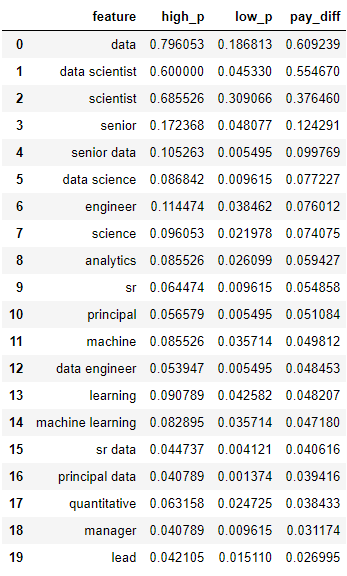 feature high_p low_p pay_diff
0 data 0.796053 0.186813 0.609239
1 data scientist 0.600000 0.045330 0.554670
2 scientist 0.685526 0.309066 0.376460
3 senior 0.172368 0.048077 0.124291
4 senior data 0.105263 0.005495 0.099769
5 data science 0.086842 0.009615 0.077227
6 engineer 0.114474 0.038462 0.076012
7 science 0.096053 0.021978 0.074075
8 analytics 0.085526 0.026099 0.059427
9 sr 0.064474 0.009615 0.054858
10 principal 0.056579 0.005495 0.051084
11 machine 0.085526 0.035714 0.049812
12 data engineer 0.053947 0.005495 0.048453
13 learning 0.090789 0.042582 0.048207
14 machine learning 0.082895 0.035714 0.047180
15 sr data 0.044737 0.004121 0.040616
16 principal data 0.040789 0.001374 0.039416
17 quantitative 0.063158 0.024725 0.038433
18 manager 0.040789 0.009615 0.031174
19 lead 0.042105 0.015110 0.026995